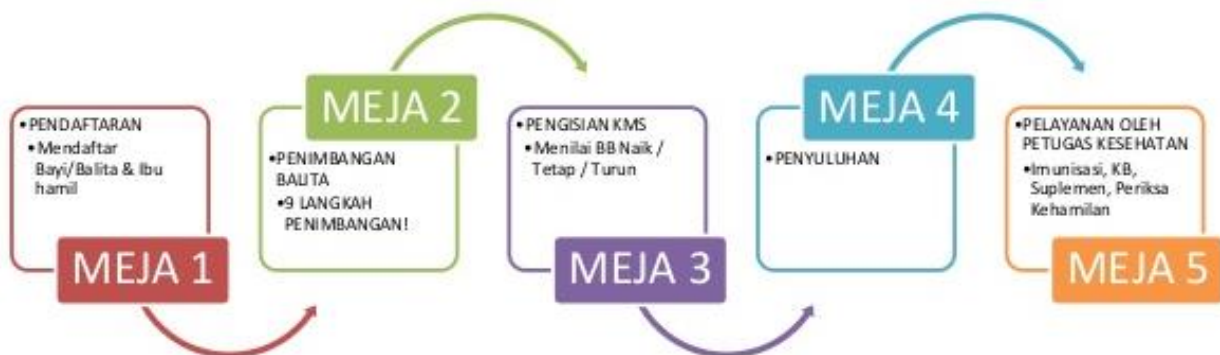 •PENDAFTARAN
•Mendaftar
Bayi/Balita & Ibu
hamil
MEJA 1
MEJA 2
•PENIMBANGAN
BALITA
•9 LANGKAH
PENIMBANGAN!
•PENGISIAN KMS
•Menilai BB Naik /
Tetap / Turun
MEJA 3
MEJA 4
•PENYULUHAN
•PELAYANAN OLEH
PETUGAS KESEHATAN
•Imunisasi, KB,
Suplemen, Periksa
Kehamilan
MEJA 5